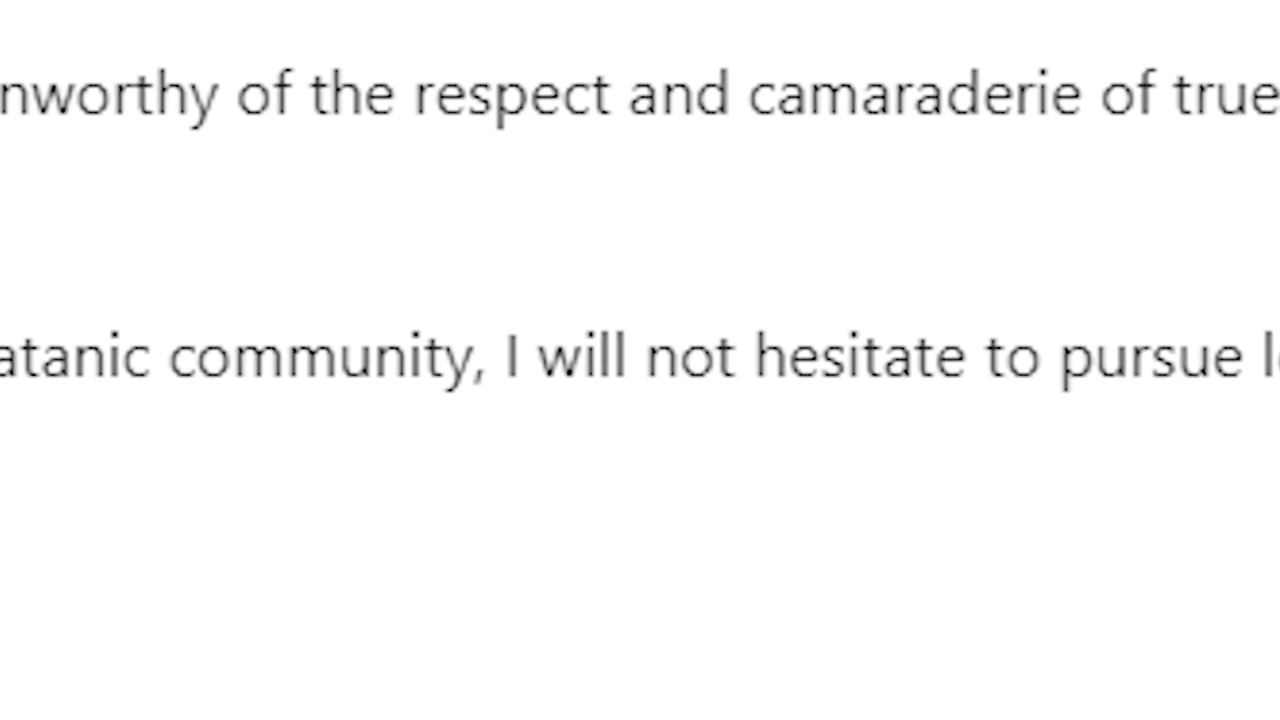 nworthy of the respect and camaraderie of true
atanic community, I will not hesitate to pursue l